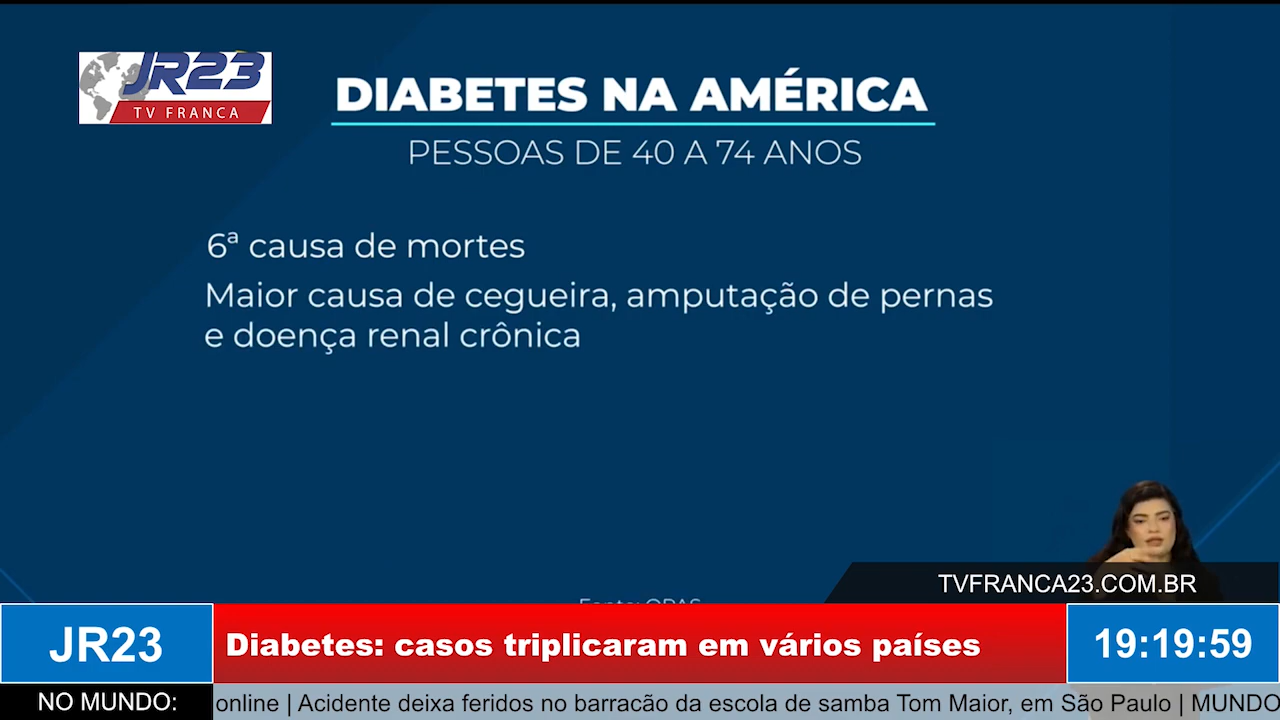 JR23
TV FRANCA
DIABETES NA AMÉRICA
PESSOAS DE 40 A 74 ANOS
6ª causa de mortes
Maior causa de cegueira, amputação de pernas
e doença renal crônica
TVFRANCA23.COM.BR
Fonte: OPAS
JR23
Diabetes: casos triplicaram em vários países
19:19:59
NO MUNDO:
online | Acidente deixa feridos no barracão da escola de samba Tom Maior, em São Paulo | MUNDO